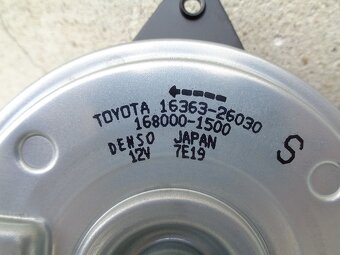 TOYOTA 16363-26030
168000-1500
DENSO JAPAN
12V 7E19
S